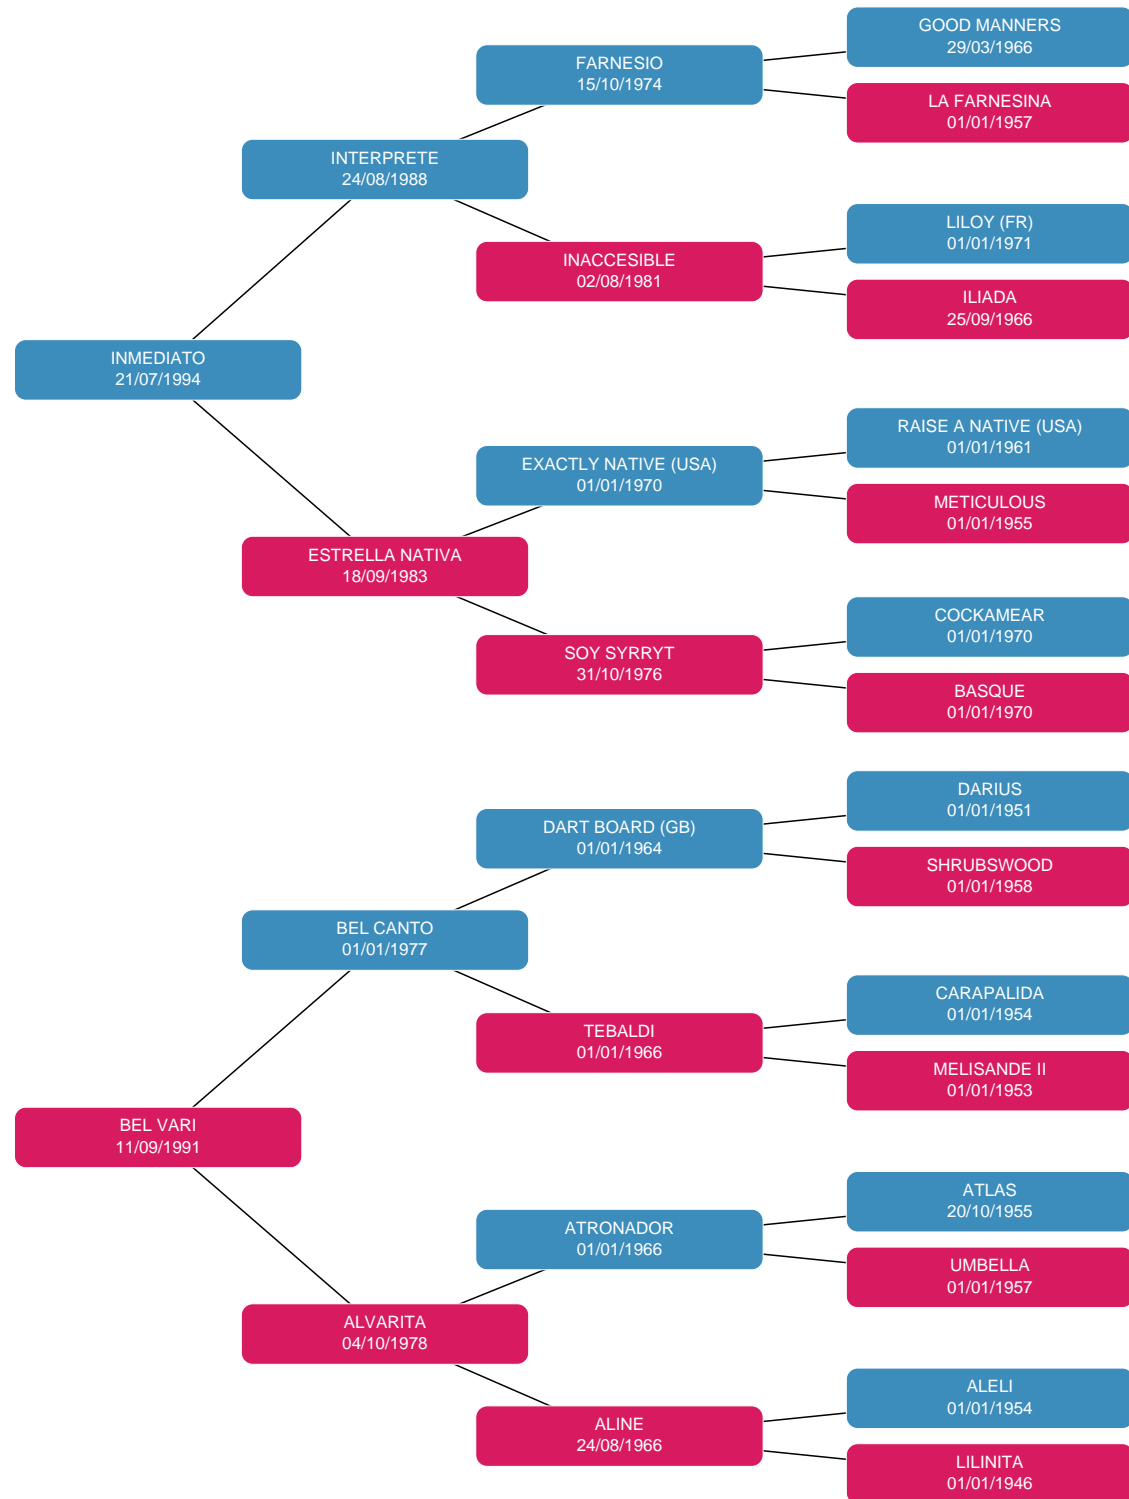 GOOD MANNERS
29/03/1966
FARNESIO
15/10/1974
LA FARNESINA
01/01/1957
INTERPRETE
24/08/1988
LILOY (FR)
01/01/1971
INACCESIBLE
02/08/1981
ILIADA
25/09/1966
INMEDIATO
21/07/1994
RAISE A NATIVE (USA)
01/01/1961
EXACTLY NATIVE (USA)
01/01/1970
METICULOUS
01/01/1955
ESTRELLA NATIVA
18/09/1983
COCKAMEAR
01/01/1970
SOY SYRRYT
31/10/1976
BASQUE
01/01/1970
DARIUS
01/01/1951
DART BOARD (GB)
01/01/1964
SHRUBSWOOD
01/01/1958
BEL CANTO
01/01/1977
CARAPALIDA
01/01/1954
TEBALDI
01/01/1966
MELISANDE II
01/01/1953
BEL VARI
11/09/1991
ATLAS
20/10/1955
ATRONADOR
01/01/1966
UMBELLA
01/01/1957
ALVARITA
04/10/1978
ALELI
01/01/1954
ALINE
24/08/1966
LILINITA
01/01/1946